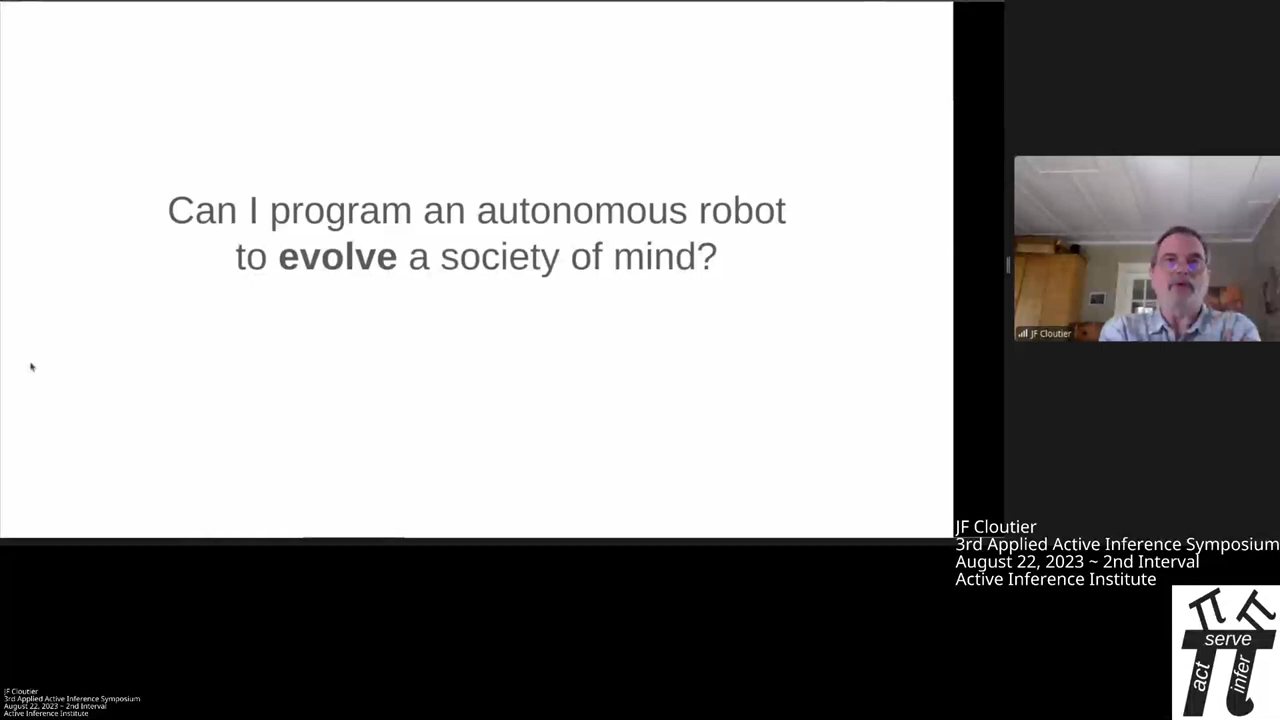 Can I program an autonomous robot
to evolve a society of mind?
JF Cloutier
JF Cloutier
3rd Applied Active Inference Symposium
August 22, 2023 ~ 2nd Interval
Active Inference Institute
serve
act
infer
JF Cloutier
3rd Applied Active Inference Symposium
August 22, 2023 ~ 2nd Interval
Active Inference Institute